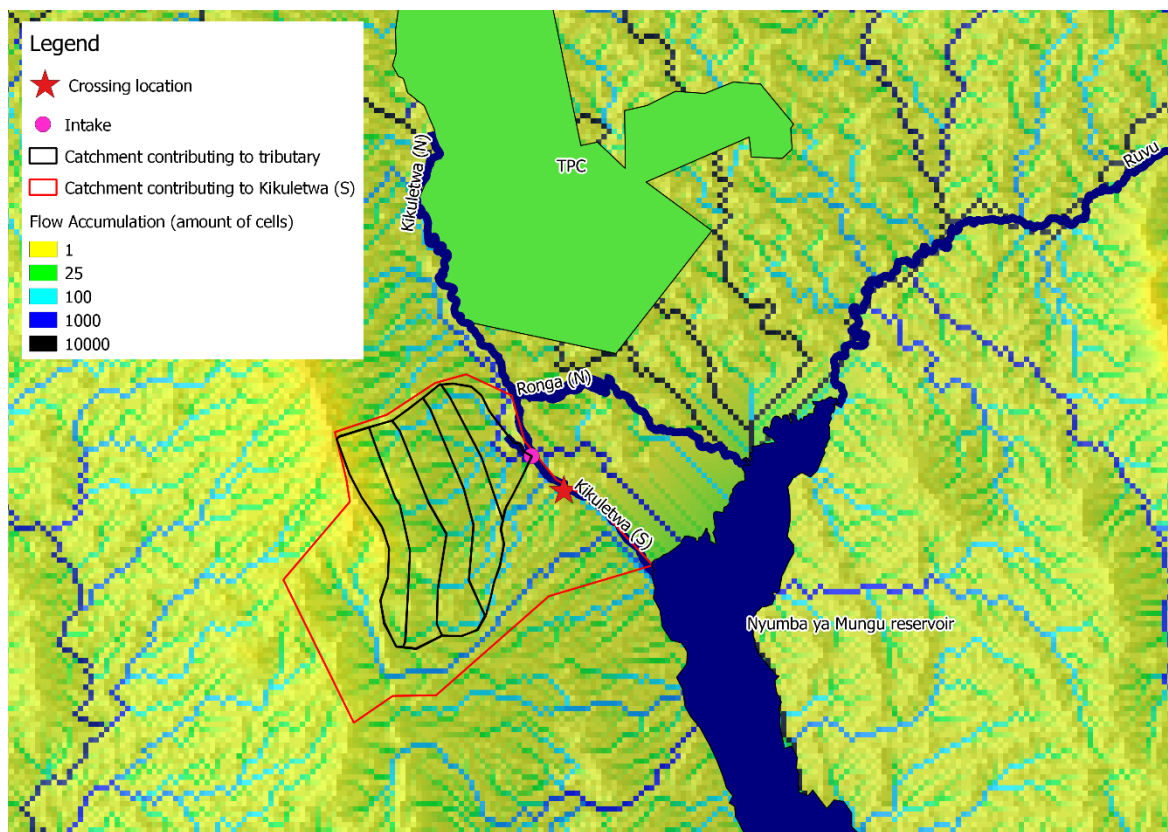 Legend
Crossing location
Intake
Catchment contributing to tributary
Catchment contributing to Kikuletwa (S)
Flow Accumulation (amount of cells)
1
25
100
1000
10000
Kikuletwa (N)
TPC
Ruvu
Ronga (N)
Kikuletwa (S)
Nyumba ya Mungu reservoir